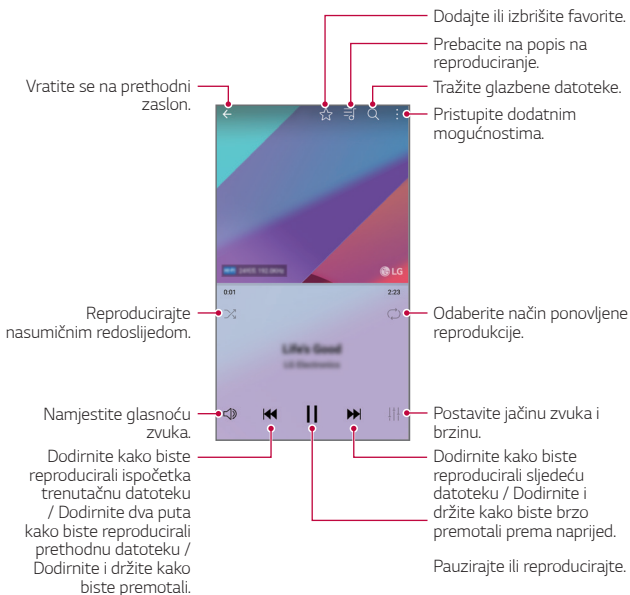 Dodajte ili izbrišite favorite.
Prebacite na popis na
reproduciranje.
Tražite glazbene datoteke.
Pristupite dodatnim
mogućnostima.
Vratite se na prethodni
zaslon.
LG
0:01
2:23
Reproducirajte
nasumičnim redoslijedom.
Odaberite način ponovljene
reprodukcije.
Life's Good
LG Electronics
Namjestite glasnoću
zvuka.
Postavite jačinu zvuka i
brzinu.
Dodirnite kako biste
reproducirali ispočetka
trenutačnu datoteku
/ Dodirnite dva puta
kako biste reproducirali
prethodnu datoteku /
Dodirnite i držite kako
biste premotali.
Dodirnite kako biste
reproducirali sljedeću
datoteku / Dodirnite i
držite kako biste brzo
premotali prema naprijed.
Pauzirajte ili reproducirajte.